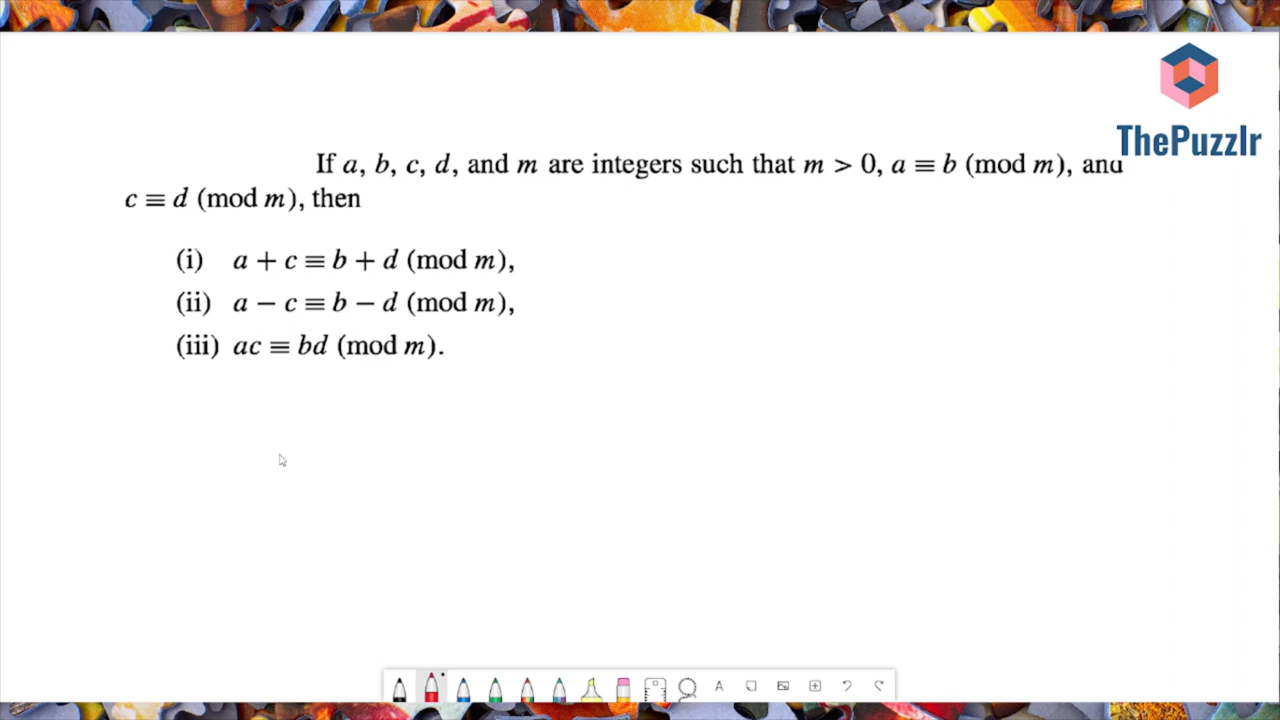 ThePuzzlr
If a, b, c, d, and m are integers such that m > 0, a ≡ b (mod m), and
c ≡ d (mod m), then
(i) a + c ≡ b + d (mod m),
(ii) a − c ≡ b − d (mod m),
(iii) ac ≡ bd (mod m).
A